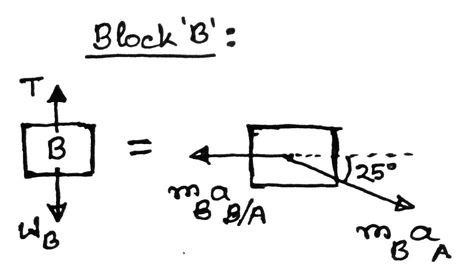 Block 'B':
T
B
=
25°
m_B a_B/A
W_B
m_B a_A